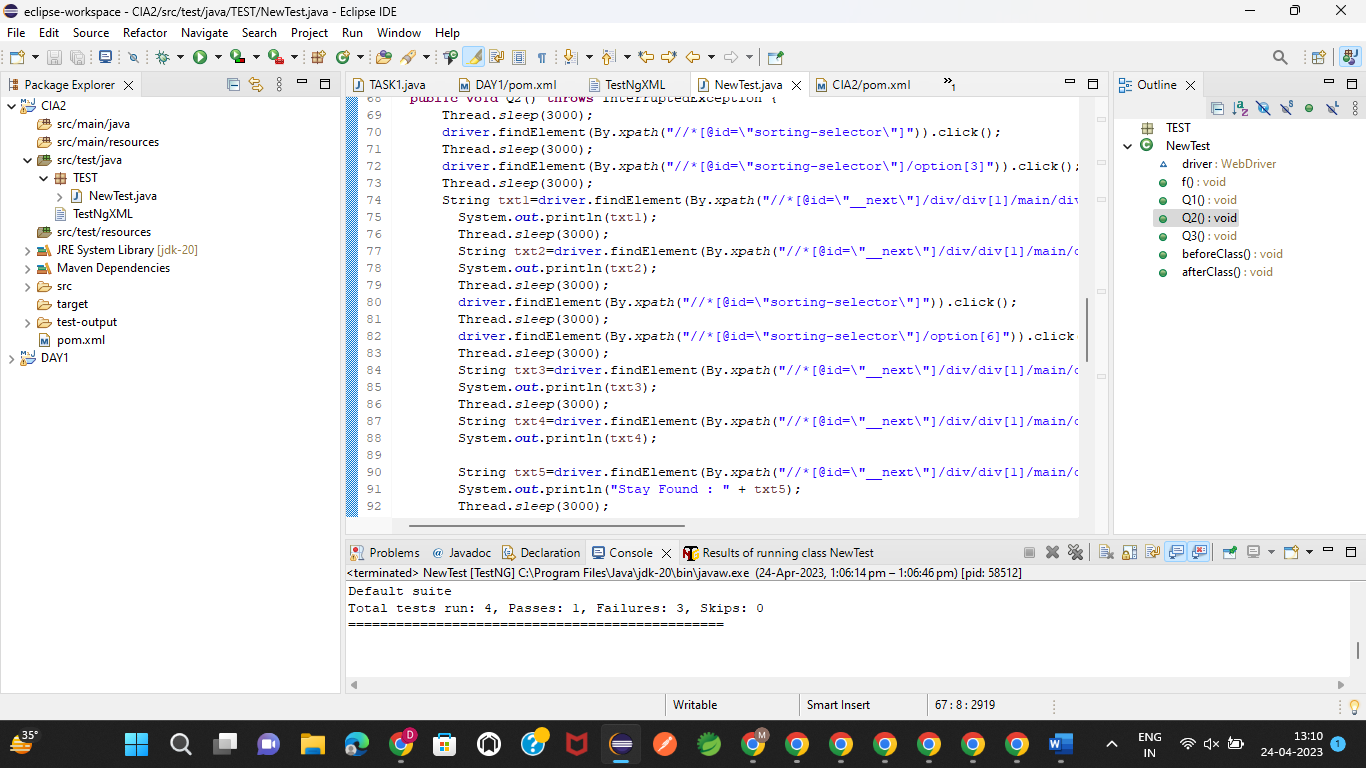 eclipse-workspace - CIA2/src/test/java/TEST/NewTest.java - Eclipse IDE
File Edit Source Refactor Navigate Search Project Run Window Help
Package Explorer
CIA2
src/main/java
src/main/resources
src/test/java
TEST
NewTest.java
TestNgXML
src/test/resources
JRE System Library [jdk-20]
Maven Dependencies
src
target
test-output
pom.xml
DAY1
TASK1.java DAY1/pom.xml TestNgXML NewTest.java CIA2/pom.xml »1
68 public void Q2() throws InterruptedException {
69 Thread.sleep(3000);
70 driver.findElement(By.xpath("//*[@id=\"sorting-selector\"]")).click();
71 Thread.sleep(3000);
72 driver.findElement(By.xpath("//*[@id=\"sorting-selector\"]/option[3]")).click();
73 Thread.sleep(3000);
74 String txt1=driver.findElement(By.xpath("//*[@id=\"__next\"]/div/div[1]/main/div
75 System.out.println(txt1);
76 Thread.sleep(3000);
77 String txt2=driver.findElement(By.xpath("//*[@id=\"__next\"]/div/div[1]/main/d
78 System.out.println(txt2);
79 Thread.sleep(3000);
80 driver.findElement(By.xpath("//*[@id=\"sorting-selector\"]")).click();
81 Thread.sleep(3000);
82 driver.findElement(By.xpath("//*[@id=\"sorting-selector\"]/option[6]")).click
83 Thread.sleep(3000);
84 String txt3=driver.findElement(By.xpath("//*[@id=\"__next\"]/div/div[1]/main/d
85 System.out.println(txt3);
86 Thread.sleep(3000);
87 String txt4=driver.findElement(By.xpath("//*[@id=\"__next\"]/div/div[1]/main/d
88 System.out.println(txt4);
89
90 String txt5=driver.findElement(By.xpath("//*[@id=\"__next\"]/div/div[1]/main/d
91 System.out.println("Stay Found : " + txt5);
92 Thread.sleep(3000);
Outline
TEST
NewTest
driver : WebDriver
f() : void
Q1() : void
Q2() : void
Q3() : void
beforeClass() : void
afterClass() : void
Problems @ Javadoc Declaration Console Results of running class NewTest
<terminated> NewTest [TestNG] C:\Program Files\Java\jdk-20\bin\javaw.exe (24-Apr-2023, 1:06:14 pm – 1:06:46 pm) [pid: 58512]
Default suite
Total tests run: 4, Passes: 1, Failures: 3, Skips: 0
===============================================
Writable Smart Insert 67 : 8 : 2919
35° D M ENG IN 13:10 24-04-2023 1